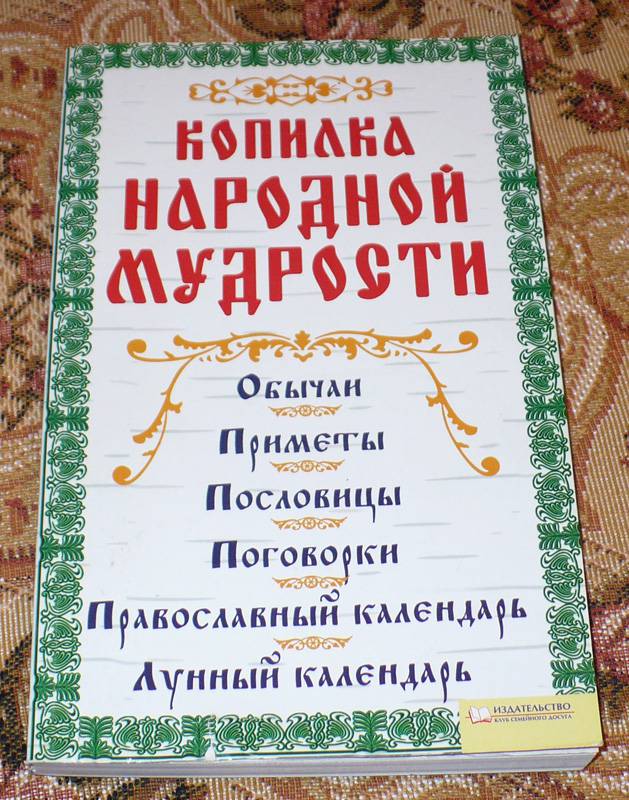 КОПИЛКА
НАРОДНОЙ
МУДРОСТИ
Обычаи
Приметы
Пословицы
Поговорки
Православный календарь
Лунный календарь
ИЗДАТЕЛЬСТВО
КЛУБ СЕМЕЙНОГО ДОСУГА